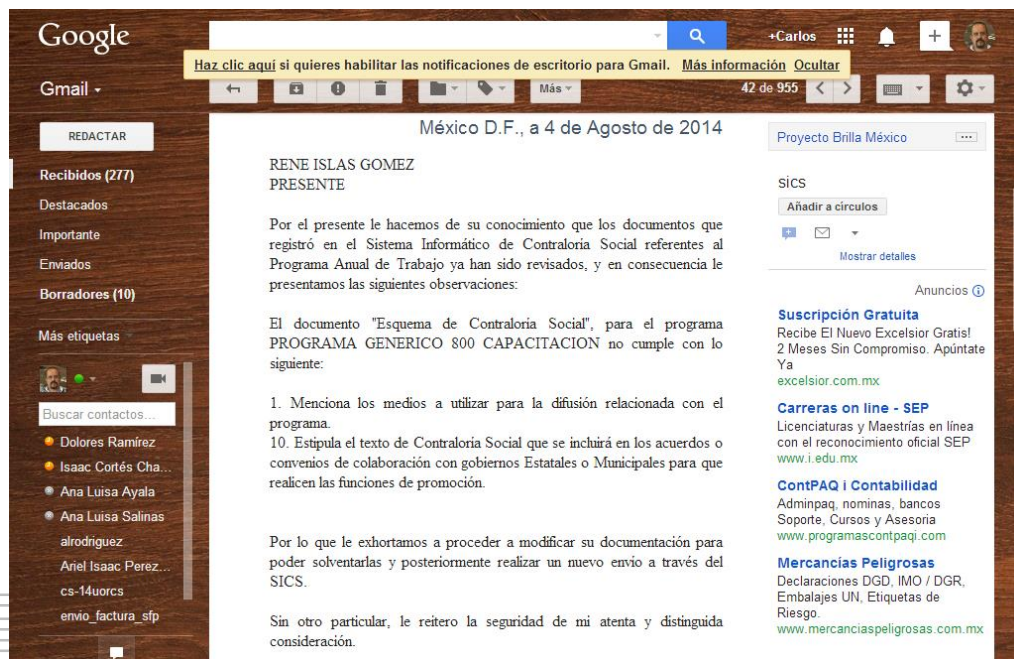 Google
+Carlos
Haz clic aquí si quieres habilitar las notificaciones de escritorio para Gmail. Más información Ocultar
Gmail
Más
42 de 955
REDACTAR
Recibidos (277)
Destacados
Importante
Enviados
Borradores (10)
Más etiquetas
Buscar contactos...
Dolores Ramírez
Isaac Cortés Cha...
Ana Luisa Ayala
Ana Luisa Salinas
alrodriguez
Ariel Isaac Perez...
cs-14uorcs
envio_factura_sfp
México D.F., a 4 de Agosto de 2014
RENE ISLAS GOMEZ
PRESENTE
Por el presente le hacemos de su conocimiento que los documentos que
registró en el Sistema Informático de Contraloría Social referentes al
Programa Anual de Trabajo ya han sido revisados, y en consecuencia le
presentamos las siguientes observaciones:
El documento "Esquema de Contraloría Social", para el programa
PROGRAMA GENERICO 800 CAPACITACION no cumple con lo
siguiente:
1. Menciona los medios a utilizar para la difusión relacionada con el
programa.
10. Estipula el texto de Contraloría Social que se incluirá en los acuerdos o
convenios de colaboración con gobiernos Estatales o Municipales para que
realicen las funciones de promoción.
Por lo que le exhortamos a proceder a modificar su documentación para
poder solventarlas y posteriormente realizar un nuevo envio a través del
SICS.
Sin otro particular, le reitero la seguridad de mi atenta y distinguida
consideración.
Proyecto Brilla México
sics
Añadir a círculos
Mostrar detalles
Anuncios
Suscripción Gratuita
Recibe El Nuevo Excelsior Gratis!
2 Meses Sin Compromiso. Apúntate
Ya
excelsior.com.mx
Carreras on line - SEP
Licenciaturas y Maestrías en línea
con el reconocimiento oficial SEP
www.i.edu.mx
ContPAQ i Contabilidad
Adminpaq, nominas, bancos
Soporte, Cursos y Asesoria
www.programascontpaqi.com
Mercancías Peligrosas
Declaraciones DGD, IMO / DGR,
Embalajes UN, Etiquetas de
Riesgo.
www.mercanciaspeligrosas.com.mx